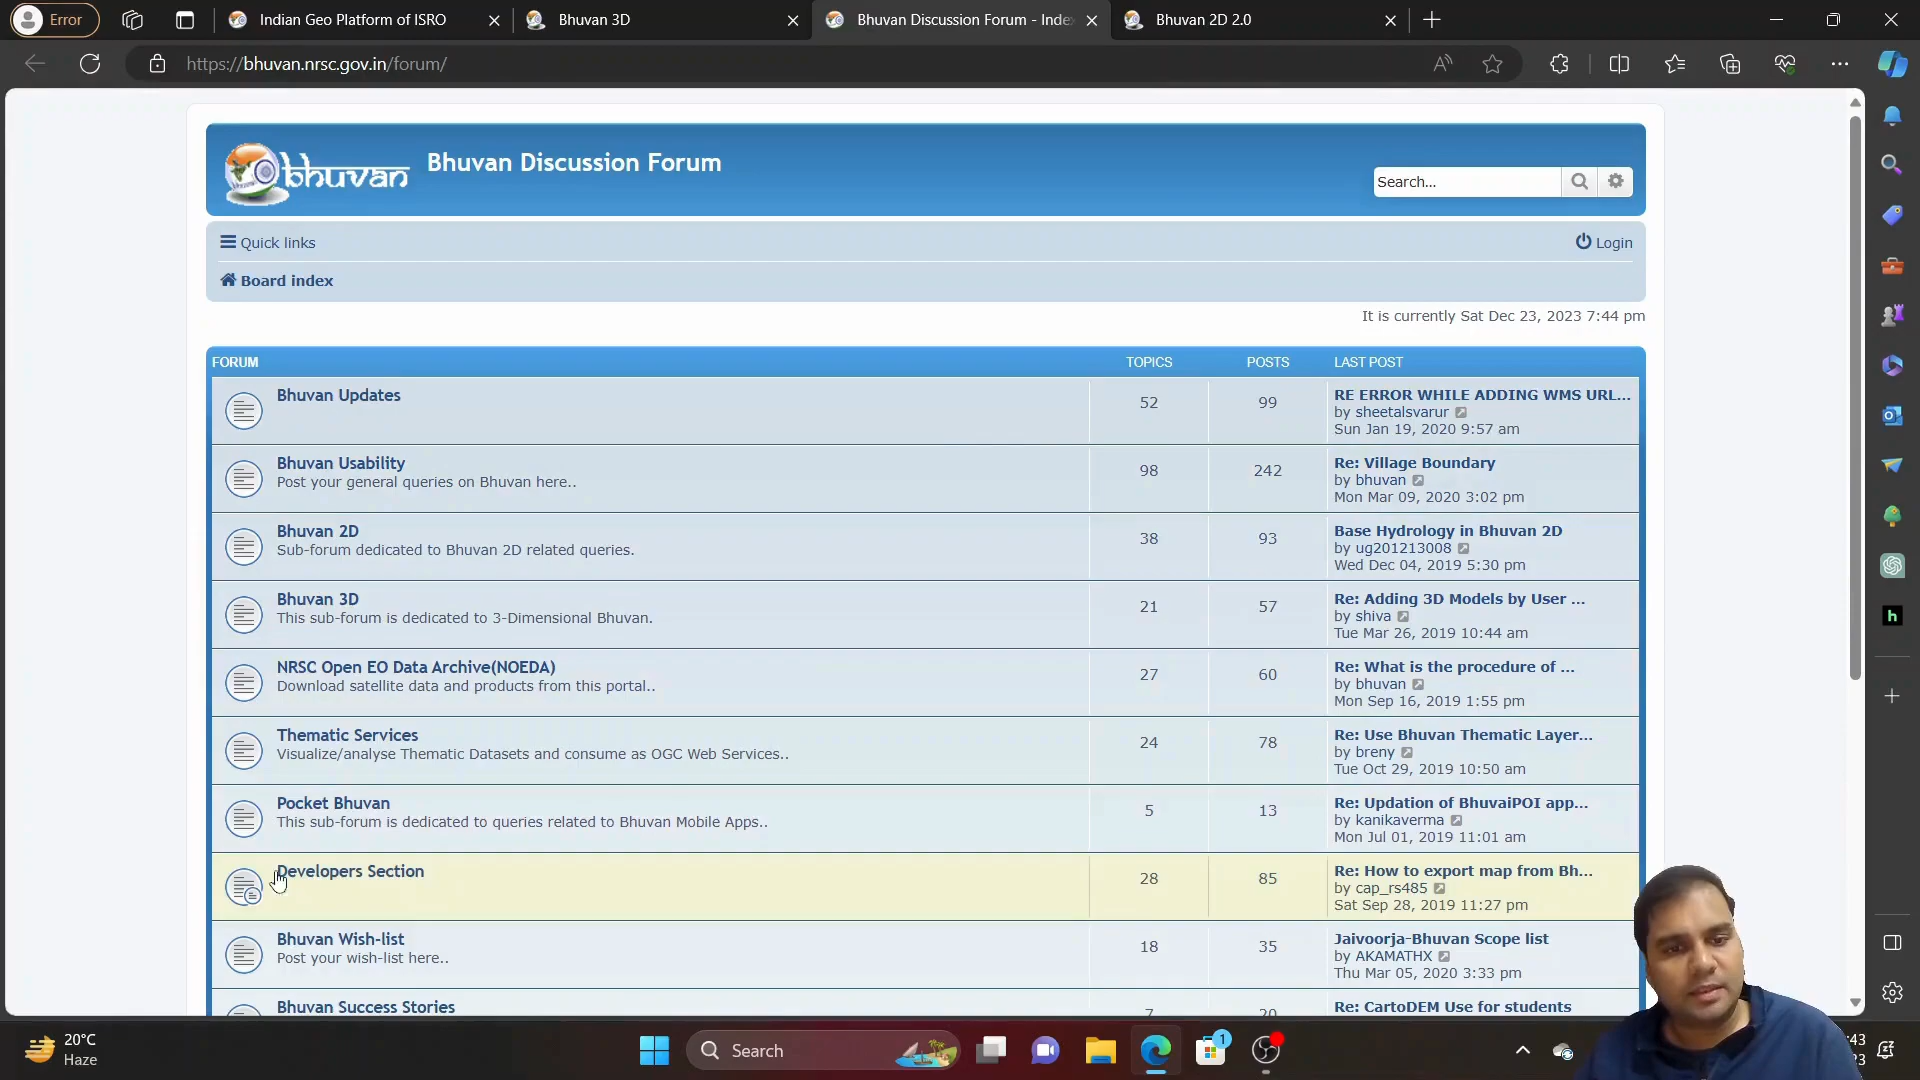 Error
Indian Geo Platform of ISRO
Bhuvan 3D
Bhuvan Discussion Forum - Inde
Bhuvan 2D 2.0
https://bhuvan.nrsc.gov.in/forum/
bhuvan
Bhuvan Discussion Forum
Search...
Quick links
Login
Board index
It is currently Sat Dec 23, 2023 7:44 pm
FORUM TOPICS POSTS LAST POST
Bhuvan Updates
52
99
RE ERROR WHILE ADDING WMS URL...
by sheetalsvarur
Sun Jan 19, 2020 9:57 am
Bhuvan Usability
Post your general queries on Bhuvan here..
98
242
Re: Village Boundary
by bhuvan
Mon Mar 09, 2020 3:02 pm
Bhuvan 2D
Sub-forum dedicated to Bhuvan 2D related queries.
38
93
Base Hydrology in Bhuvan 2D
by ug201213008
Wed Dec 04, 2019 5:30 pm
Bhuvan 3D
This sub-forum is dedicated to 3-Dimensional Bhuvan.
21
57
Re: Adding 3D Models by User ...
by shiva
Tue Mar 26, 2019 10:44 am
NRSC Open EO Data Archive(NOEDA)
Download satellite data and products from this portal..
27
60
Re: What is the procedure of ...
by bhuvan
Mon Sep 16, 2019 1:55 pm
Thematic Services
Visualize/analyse Thematic Datasets and consume as OGC Web Services..
24
78
Re: Use Bhuvan Thematic Layer...
by breny
Tue Oct 29, 2019 10:50 am
Pocket Bhuvan
This sub-forum is dedicated to queries related to Bhuvan Mobile Apps..
5
13
Re: Updation of BhuvaiPOI app...
by kanikaverma
Mon Jul 01, 2019 11:01 am
Developers Section
28
85
Re: How to export map from Bh...
by cap_rs485
Sat Sep 28, 2019 11:27 pm
Bhuvan Wish-list
Post your wish-list here..
18
35
Jaivoorja-Bhuvan Scope list
by AKAMATHX
Thu Mar 05, 2020 3:33 pm
Bhuvan Success Stories
7
20
Re: CartoDEM Use for students
20°C
Haze
Search
1
:43
23